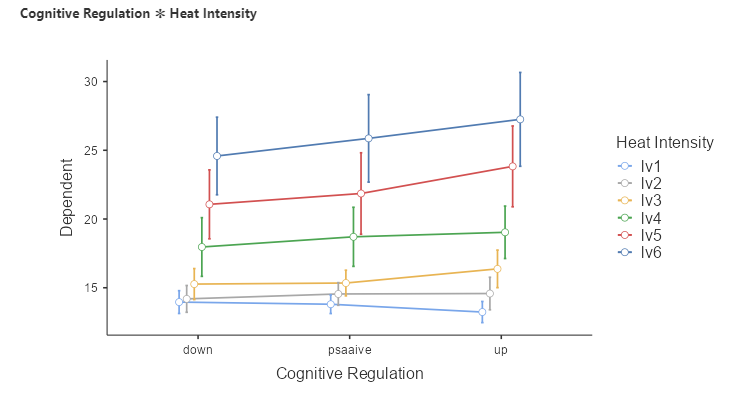 Cognitive Regulation ✻ Heat Intensity
30
25
20
15
Dependent
down
psaaive
up
Cognitive Regulation
Heat Intensity
lv1
lv2
lv3
lv4
lv5
lv6